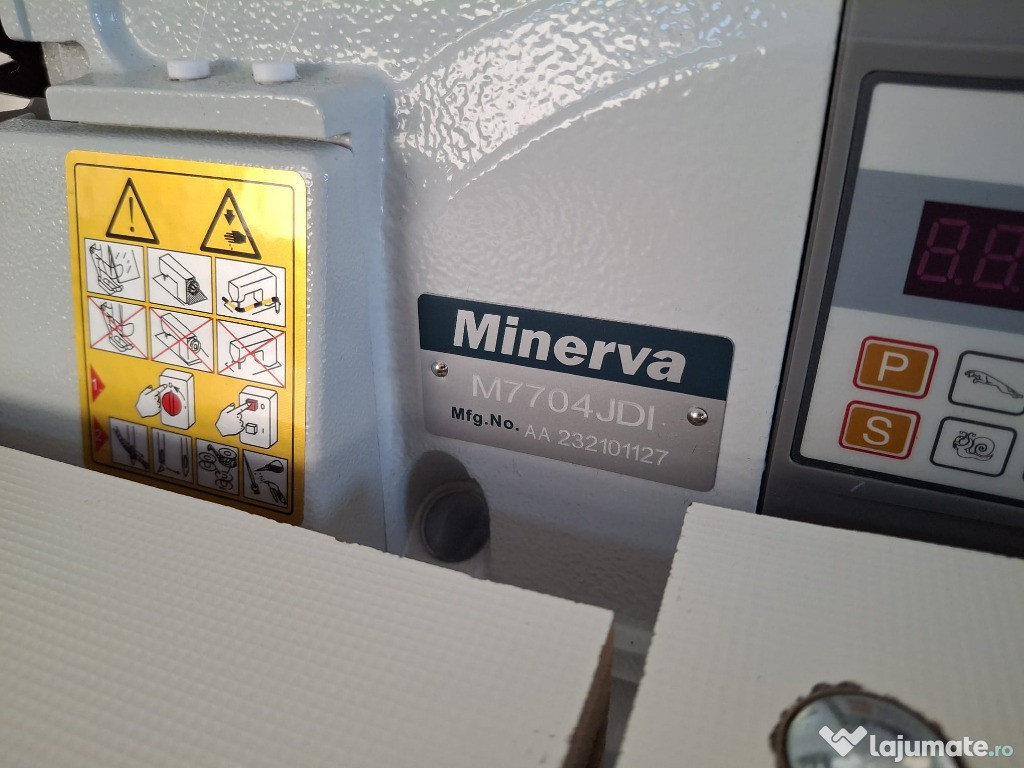 Minerva
M7704JDI
Mfg.No. AA 232101127
P
S
lajumate.ro